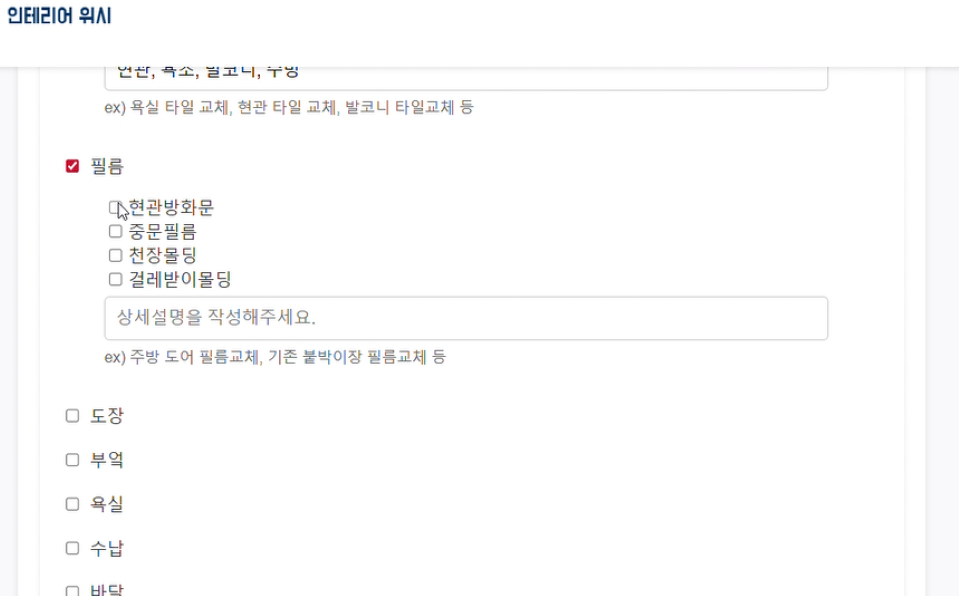 인테리어 위시
현관, 욕조, 발코니, 주방
ex) 욕실 타일 교체, 현관 타일 교체, 발코니 타일교체 등
필름
현관방화문
중문필름
천장몰딩
걸레받이몰딩
상세설명을 작성해주세요.
ex) 주방 도어 필름교체, 기존 붙박이장 필름교체 등
도장
부엌
욕실
수납